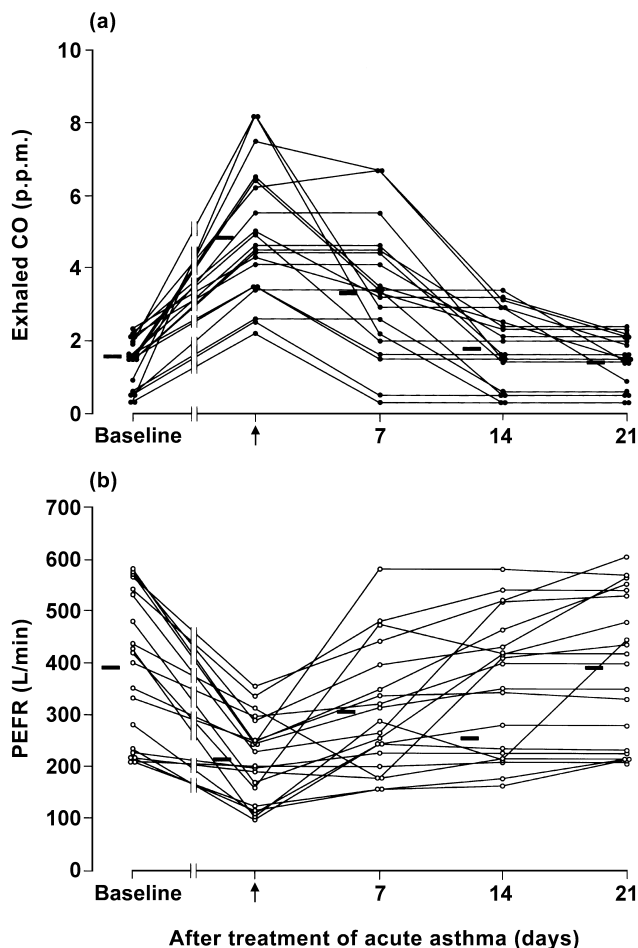 (a)
10
8
6
4
2
0
Exhaled CO (p.p.m.)
Baseline 7 14 21
(b)
700
600
500
400
300
200
100
0
PEFR (L/min)
Baseline 7 14 21
After treatment of acute asthma (days)